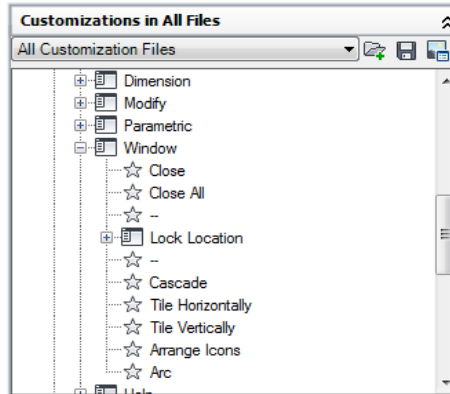 Customizations in All Files
All Customization Files
Dimension
Modify
Parametric
Window
Close
Close All
--
Lock Location
--
Cascade
Tile Horizontally
Tile Vertically
Arrange Icons
Arc
Help